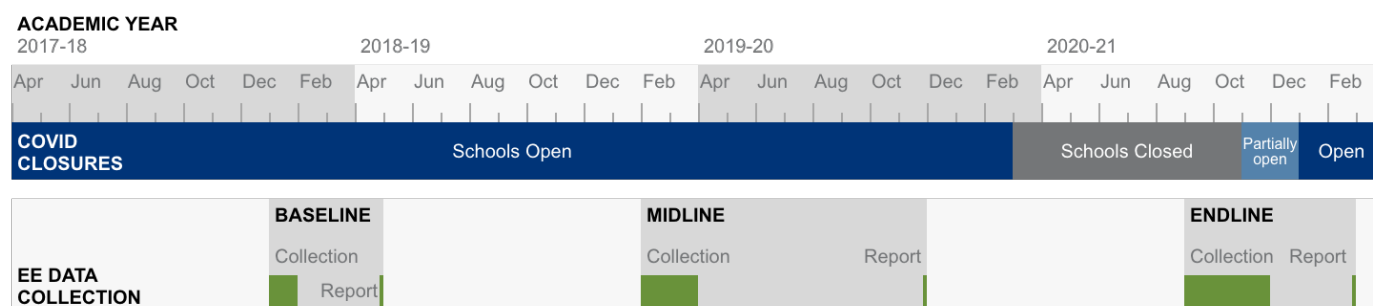 ACADEMIC YEAR
2017-18 2018-19 2019-20 2020-21
Apr Jun Aug Oct Dec Feb Apr Jun Aug Oct Dec Feb Apr Jun Aug Oct Dec Feb Apr Jun Aug Oct Dec Feb
COVID
CLOSURES
Schools Open
Schools Closed
Partially
open
Open
BASELINE MIDLINE ENDLINE
Collection Collection Report Collection Report
Report
EE DATA
COLLECTION